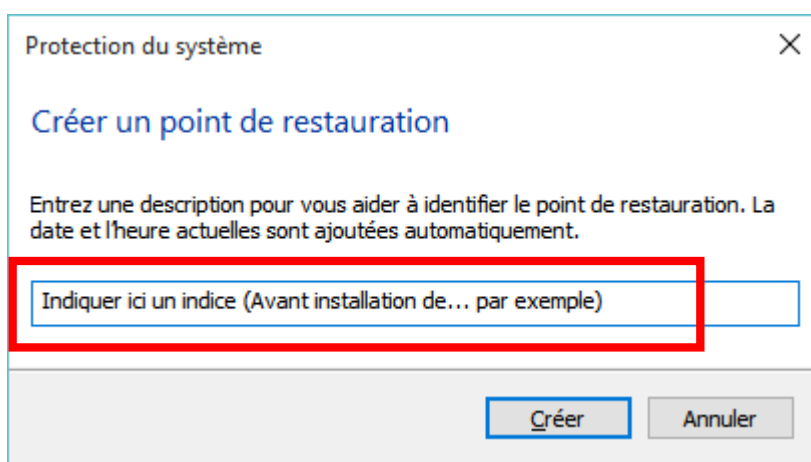 Protection du système
Créer un point de restauration
Entrez une description pour vous aider à identifier le point de restauration. La
date et l'heure actuelles sont ajoutées automatiquement.
Indiquer ici un indice (Avant installation de... par exemple)
Créer Annuler